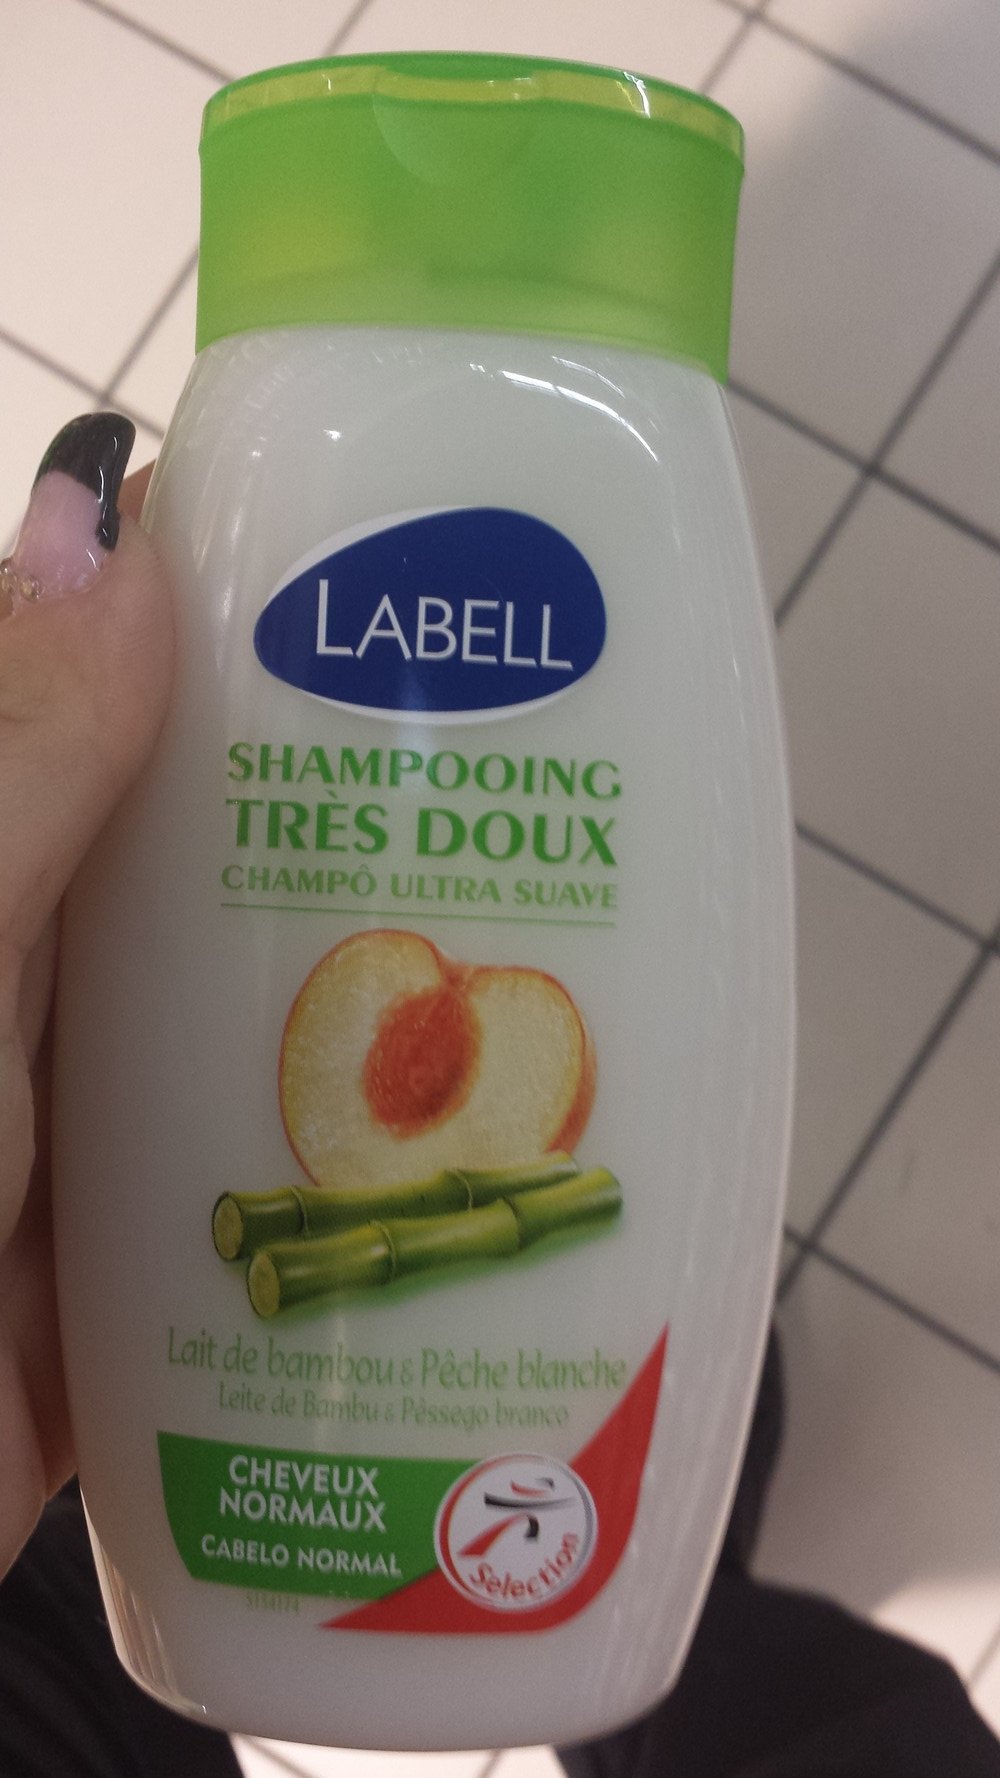 LABELL
SHAMPOOING
TRÈS DOUX
CHAMPÔ ULTRA SUAVE
Lait de bambou & Pêche blanche
Leite de Bambu & Pêssego branco
CHEVEUX
NORMAUX
CABELO NORMAL
Selection